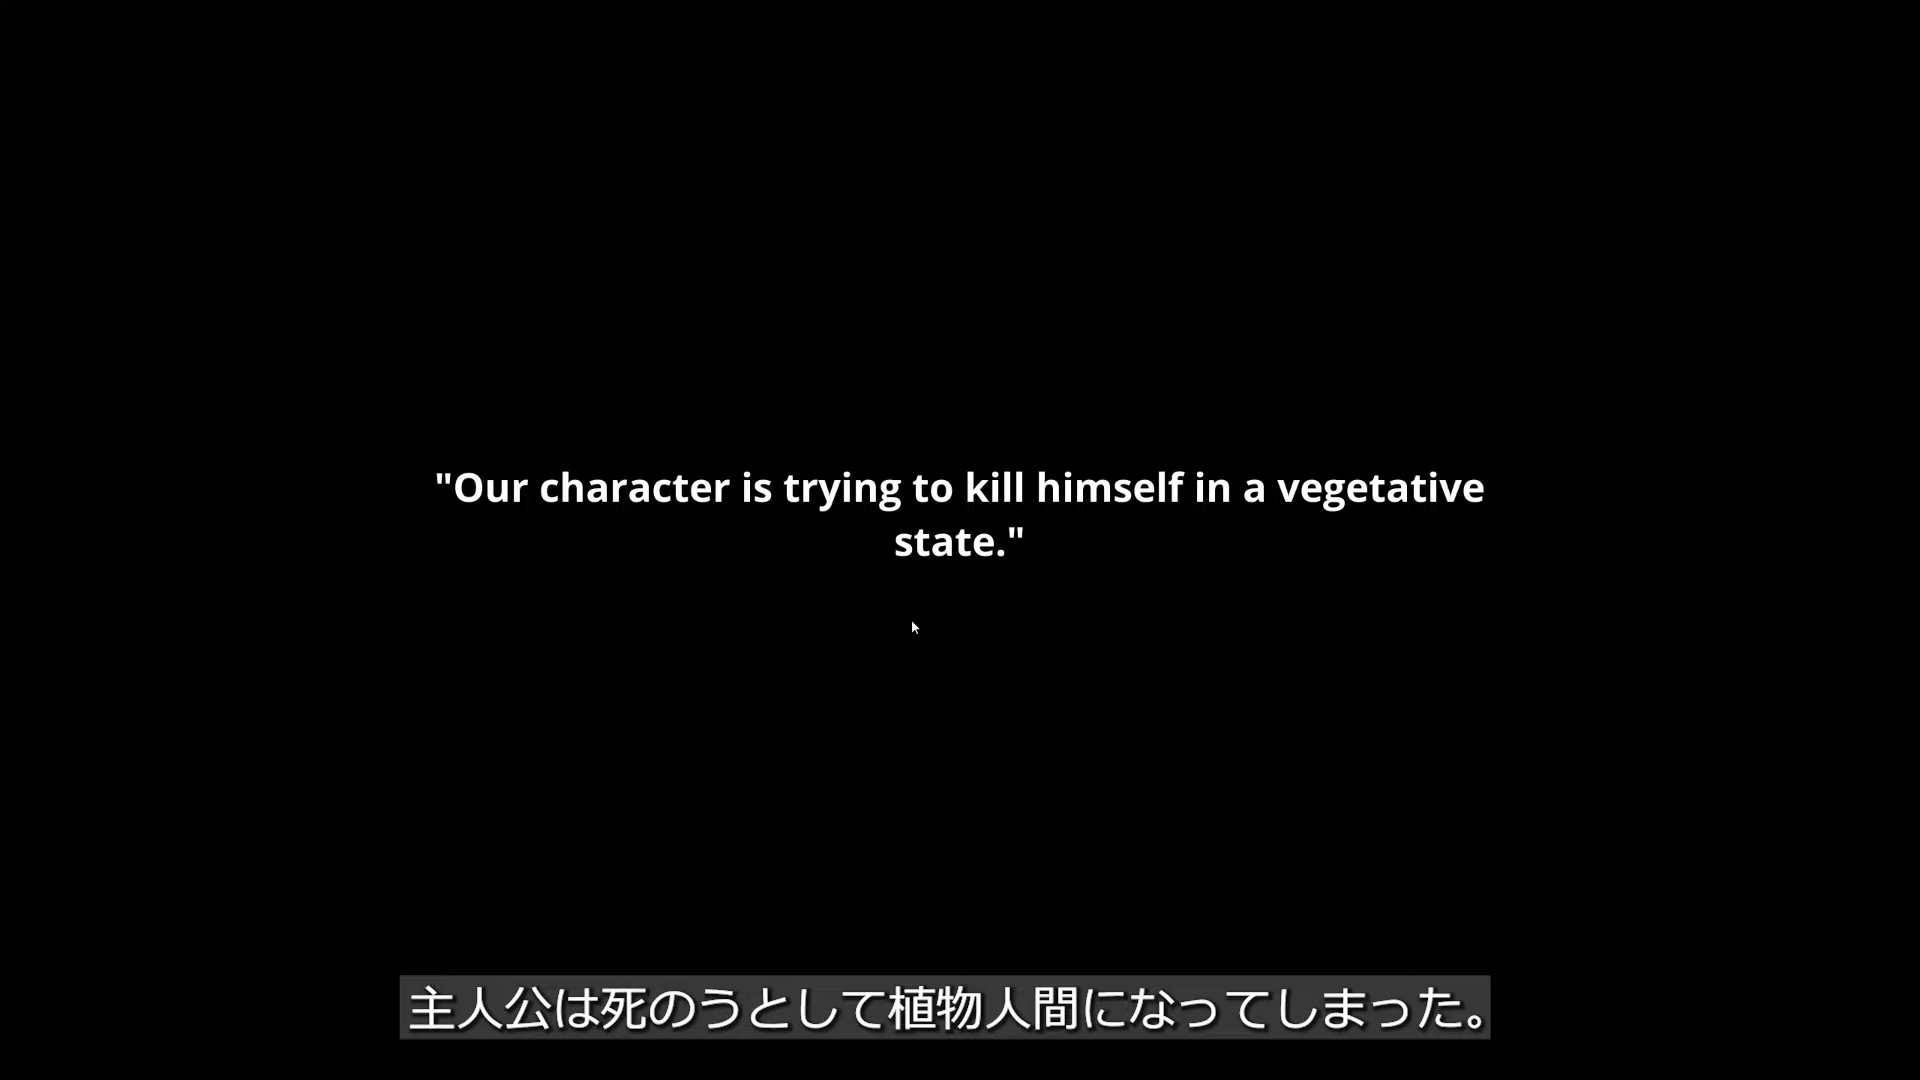 "Our character is trying to kill himself in a vegetative
state."
主人公は死のうとして植物人間になってしまった。